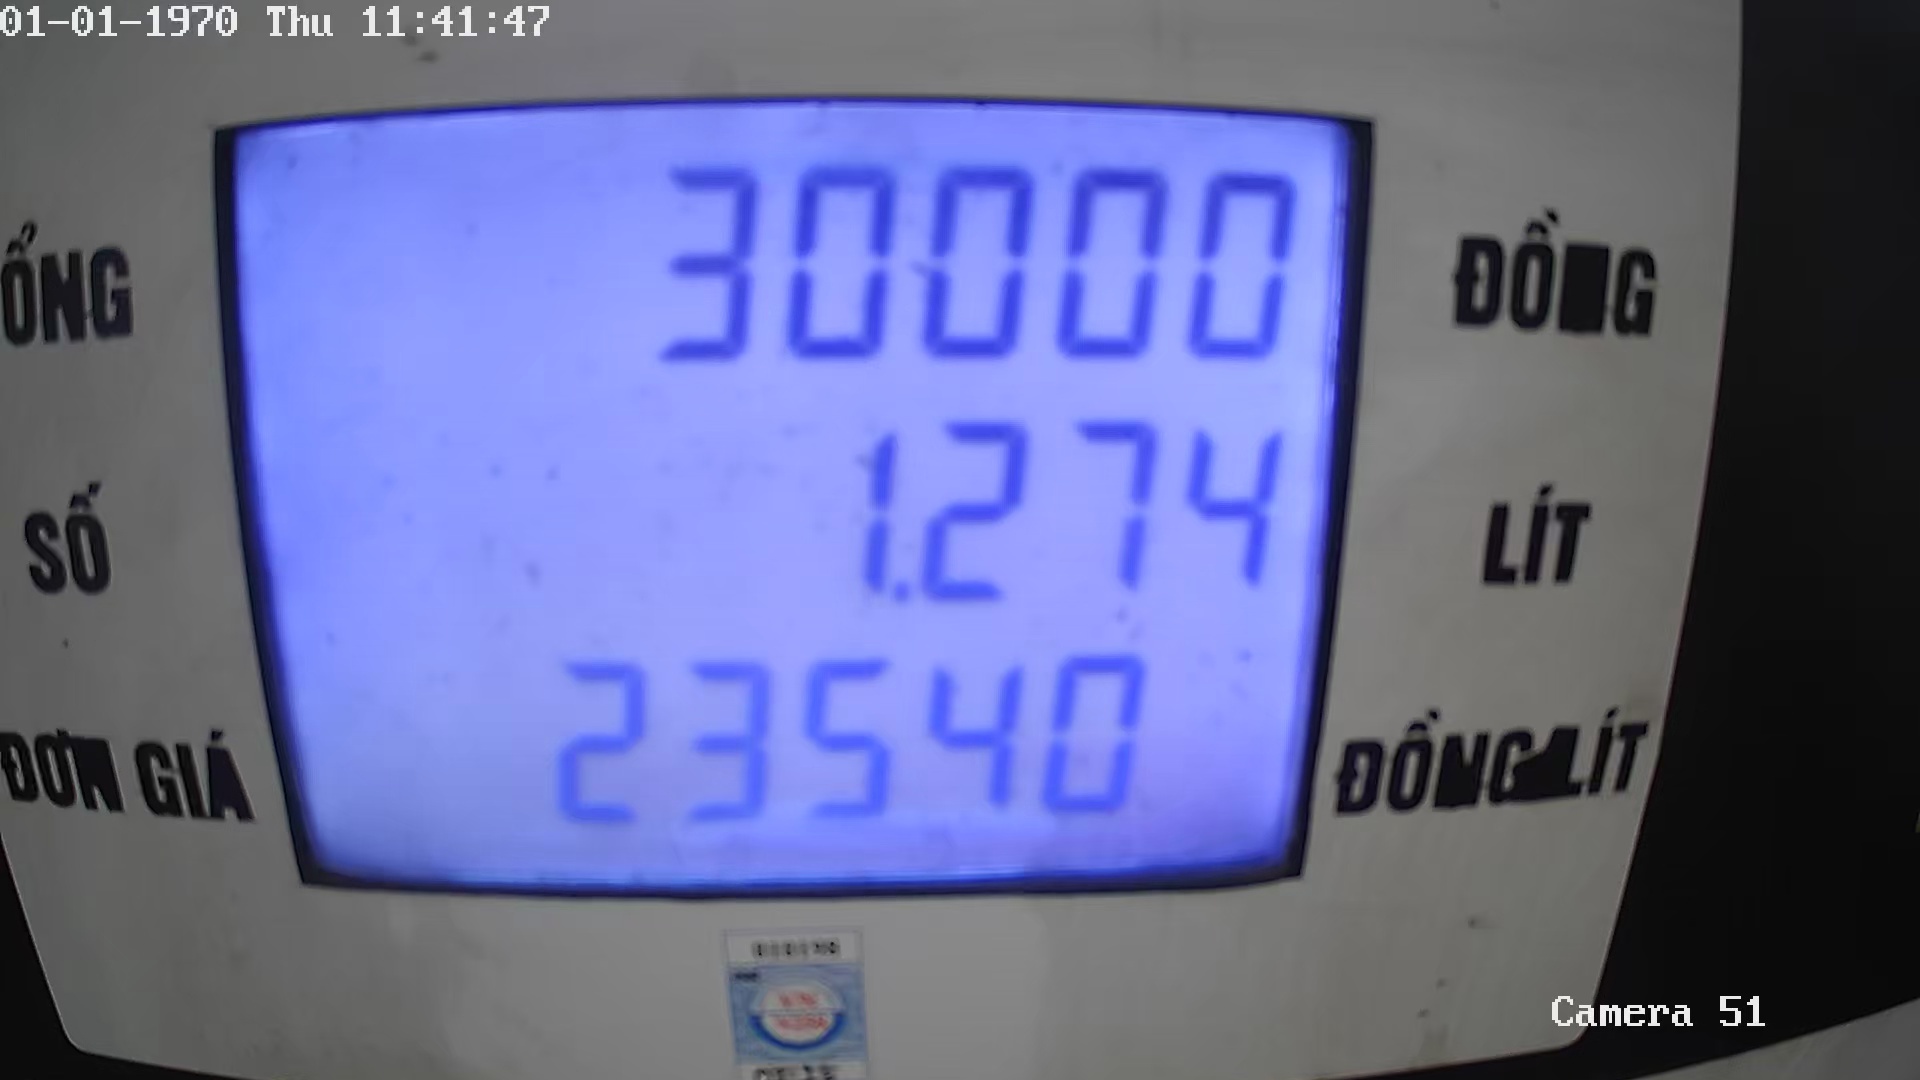 01-01-1970 Thu 11:41:47
30000
ỔNG ĐỒNG
1.274
SỐ LÍT
23540
ĐƠN GIÁ ĐỒNG/LÍT
Camera 51